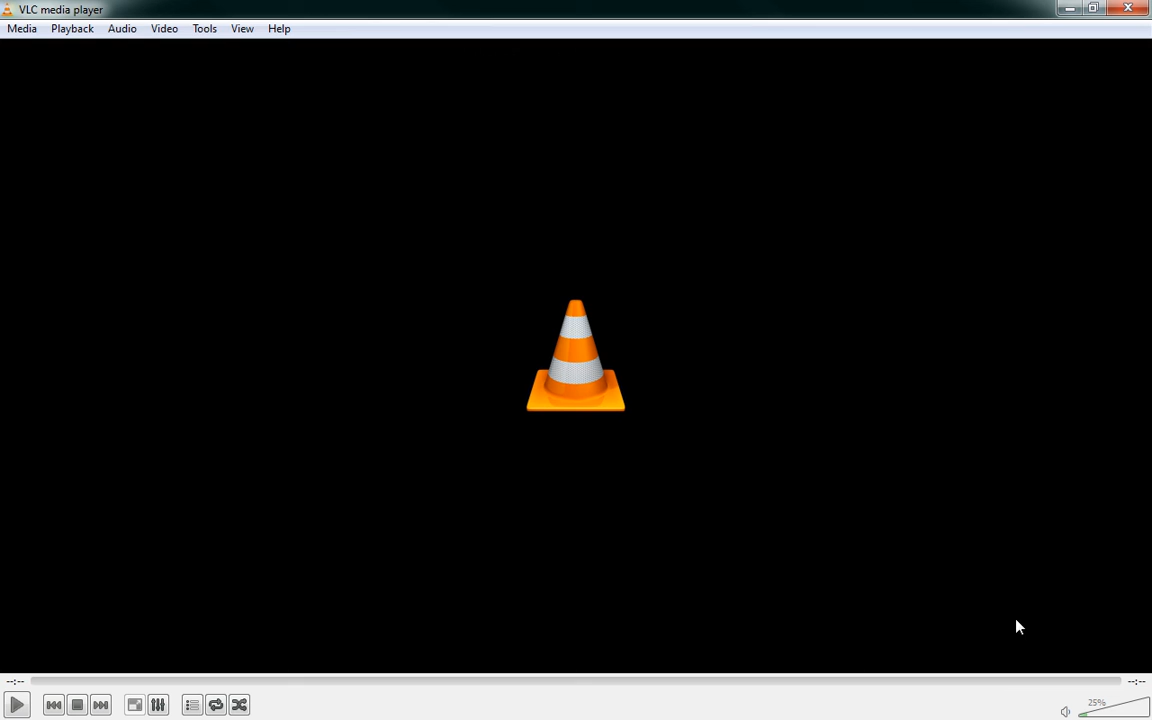 VLC media player
Media Playback Audio Video Tools View Help
--:-- --:--
25%